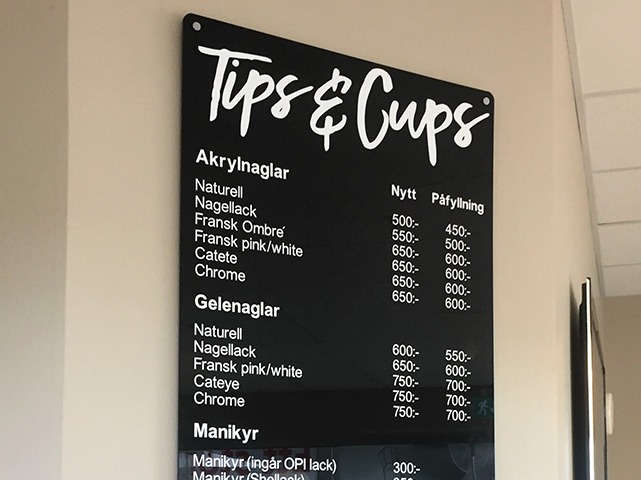 Tips & Cups
Akrylnaglar Nytt Påfyllning
Naturell 500:- 450:-
Nagellack 550:- 500:-
Fransk Ombré 650:- 600:-
Fransk pink/white 650:- 600:-
Catete 650:- 600:-
Chrome 650:- 600:-
Gelenaglar
Naturell 600:- 550:-
Nagellack 650:- 600:-
Fransk pink/white 750:- 700:-
Cateye 750:- 700:-
Chrome 750:- 700:-
Manikyr
Manikyr (ingår OPI lack) 300:-
Manikyr (Shellack)